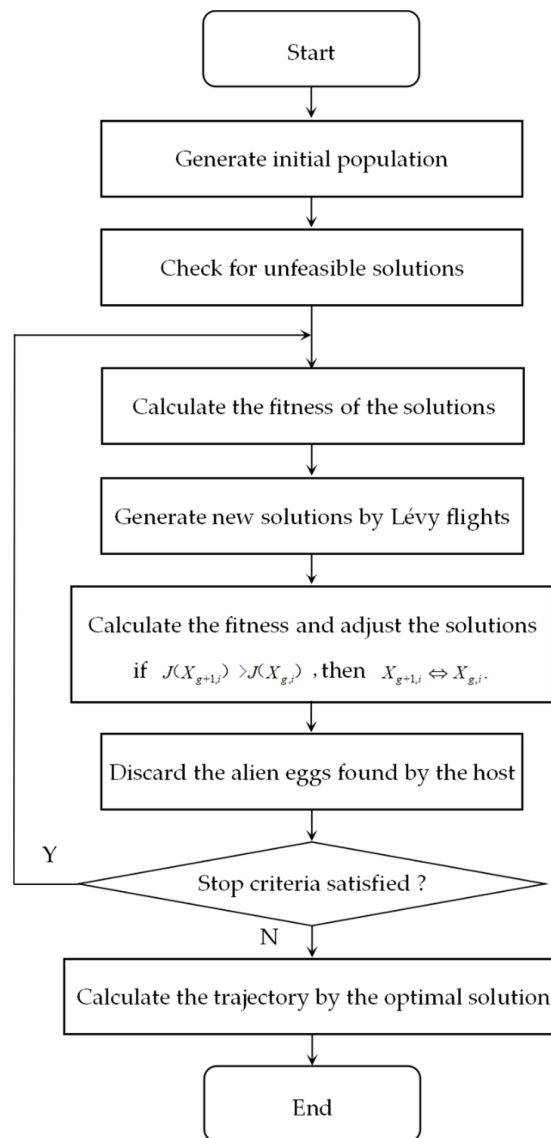 Start
Generate initial population
Check for unfeasible solutions
Calculate the fitness of the solutions
Generate new solutions by Lévy flights
Calculate the fitness and adjust the solutions
if J(X_{g+1,i}) >J(X_{g,i}) ,then X_{g+1,i} ⇔ X_{g,i}.
Discard the alien eggs found by the host
Y
Stop criteria satisfied ?
N
Calculate the trajectory by the optimal solution
End